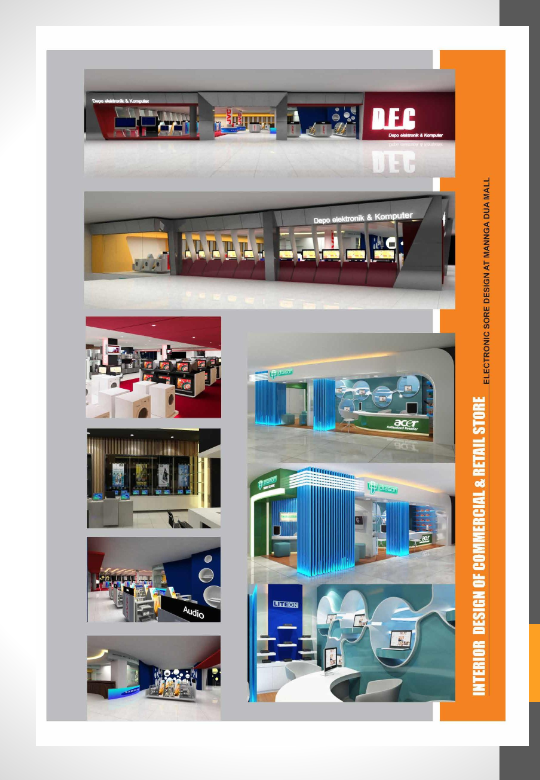 Depo elektronik & Komputer
DEC
Depo elektronik & Komputer
Depo elektronik & Komputer
acer
Audio
INTERIOR DESIGN OF COMMERCIAL & RETAIL STORE
ELECTRONIC SORE DESIGN AT MANNGA DUA MALL